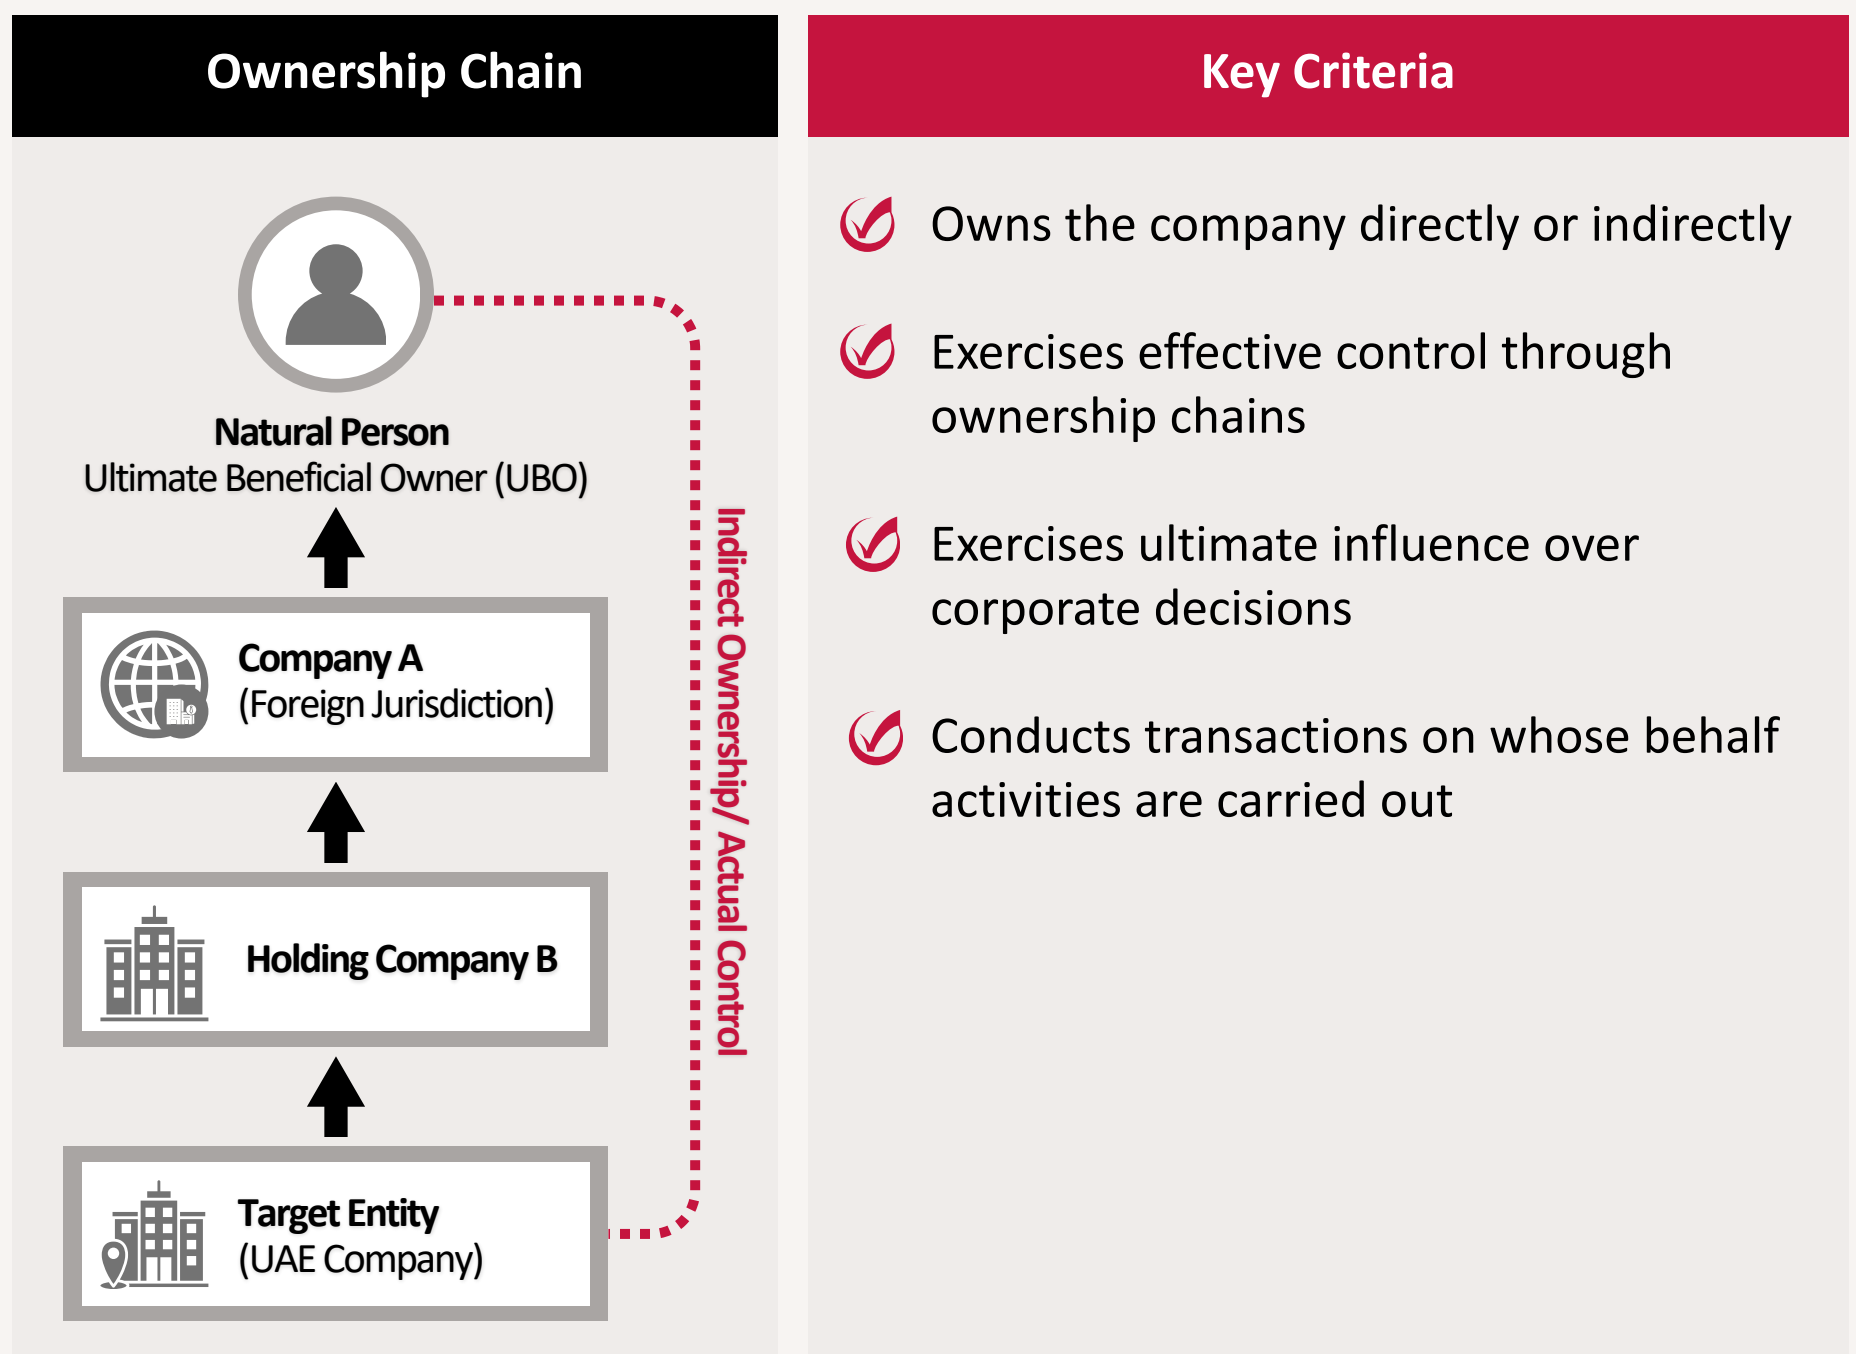 Ownership Chain
Natural Person
Ultimate Beneficial Owner (UBO)
Company A
(Foreign Jurisdiction)
Holding Company B
Target Entity
(UAE Company)
Indirect Ownership/ Actual Control
Key Criteria
Owns the company directly or indirectly
Exercises effective control through
ownership chains
Exercises ultimate influence over
corporate decisions
Conducts transactions on whose behalf
activities are carried out